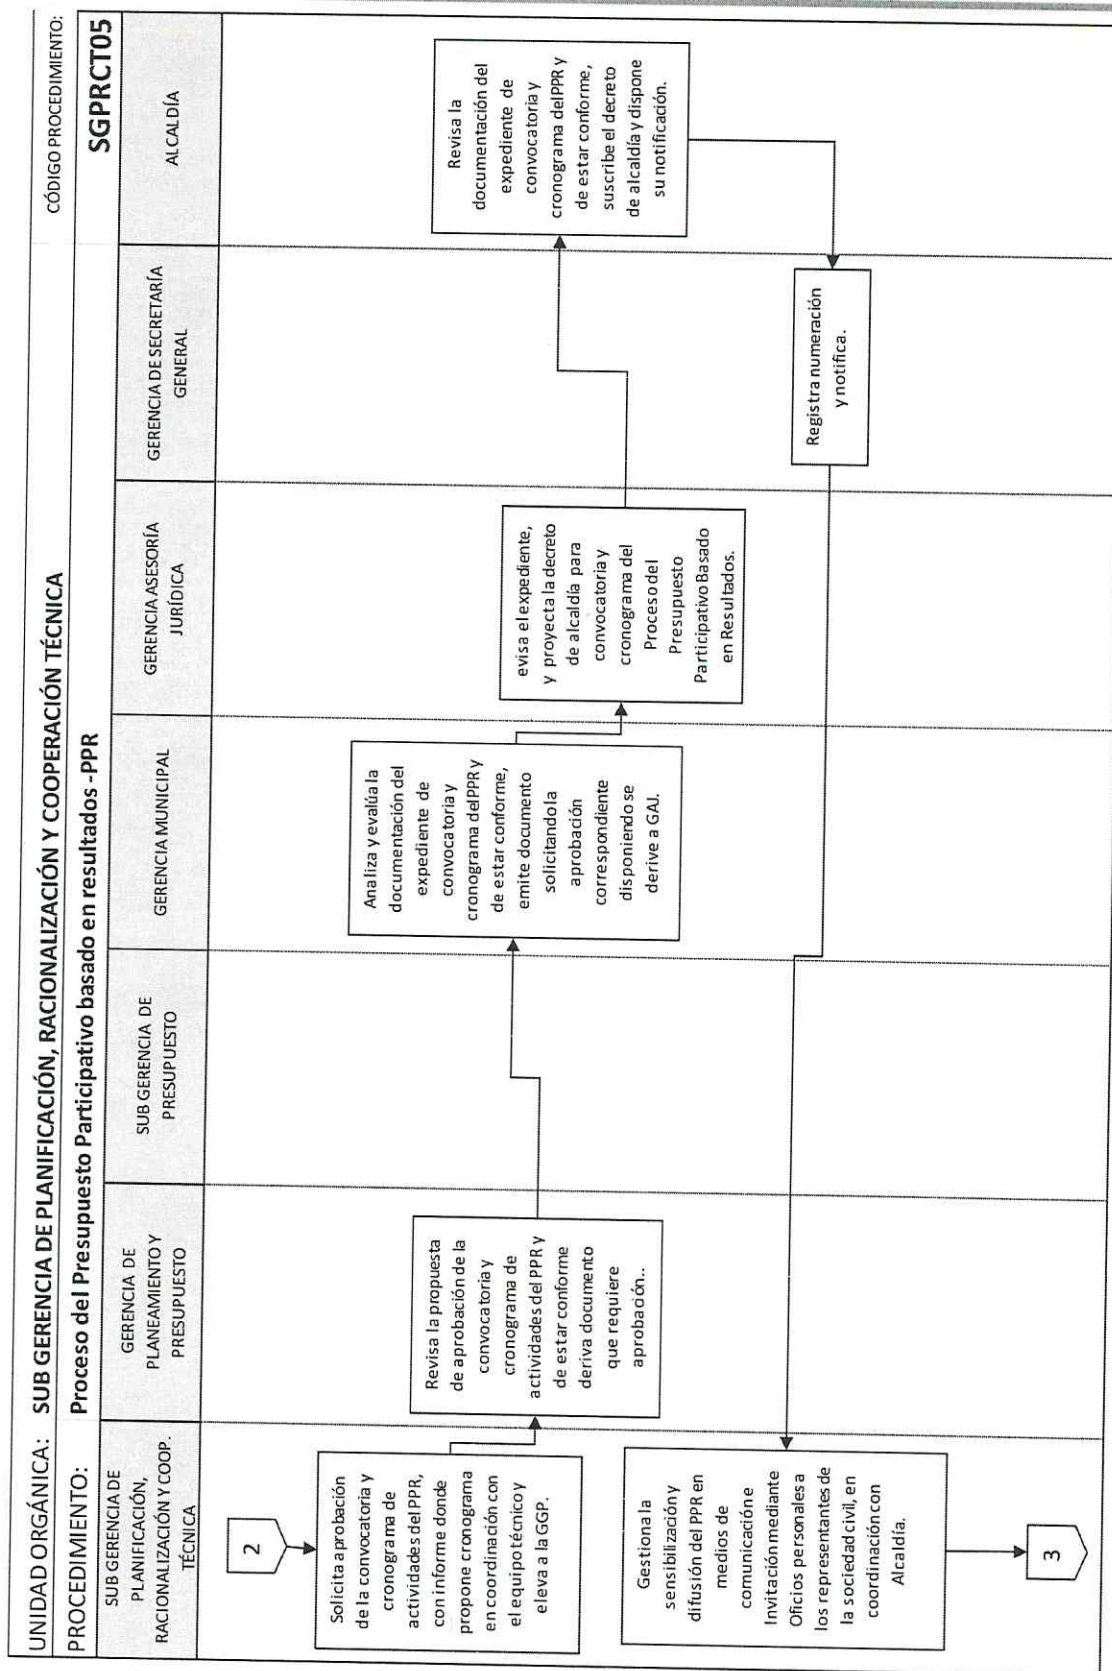 UNIDAD ORGÁNICA: SUB GERENCIA DE PLANIFICACIÓN, RACIONALIZACIÓN Y COOPERACIÓN TÉCNICA
CÓDIGO PROCEDIMIENTO:
PROCEDIMIENTO: Proceso del Presupuesto Participativo basado en resultados - PPR
SGPRCT05
SUB GERENCIA DE
PLANIFICACIÓN,
RACIONALIZACIÓN Y COOP.
TÉCNICA
GERENCIA DE
PLANEAMIENTO Y
PRESUPUESTO
SUB GERENCIA DE
PRESUPUESTO
GERENCIA MUNICIPAL
GERENCIA ASESORÍA
JURÍDICA
GERENCIA DE SECRETARÍA
GENERAL
ALCALDÍA
2
Solicita aprobación
de la convocatoria y
cronograma de
actividades del PPR,
con informe donde
propone cronograma
en coordinación con
el equipo técnico y
eleva a la GGP.
Revisa la propuesta
de aprobación de la
convocatoria y
cronograma de
actividades del PPR y
de estar conforme
deriva documento
que requiere
aprobación..
Analiza y evalúa la
documentación del
expediente de
convocatoria y
cronograma del PPR y
de estar conforme,
emite documento
solicitando la
aprobación
correspondiente
disponiendo se
derive a GAJ.
evisa el expediente,
y proyecta la decreto
de alcaldía para
convocatoria y
cronograma del
Proceso del
Presupuesto
Participativo Basado
en Resultados.
Revisa la
documentación del
expediente de
convocatoria y
cronograma del PPR y
de estar conforme,
suscribe el decreto
de alcaldía y dispone
su notificación.
Registra numeración
y notifica.
Gestiona la
sensibilización y
difusión del PPR en
medios de
comunicación e
Invitación mediante
Oficios personales a
los representantes de
la sociedad civil, en
coordinación con
Alcaldía.
3